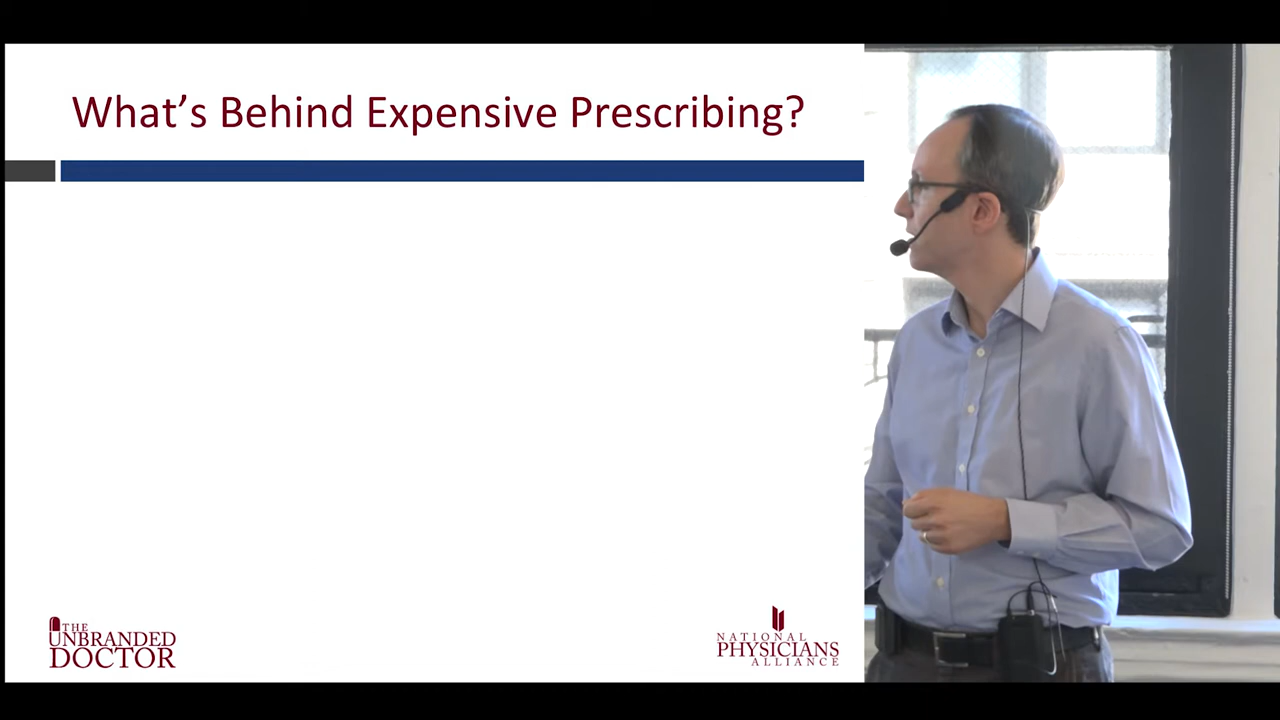 What's Behind Expensive Prescribing?
THE
UNBRANDED
DOCTOR
NATIONAL
PHYSICIANS
ALLIANCE